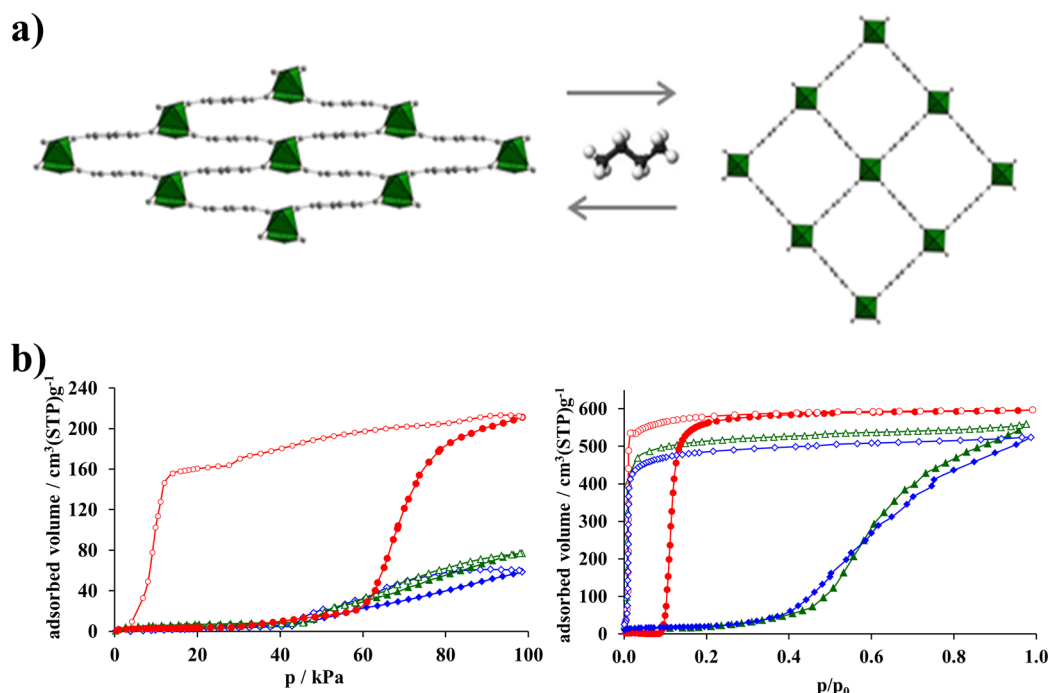 a)
b)
adsorbed volume / cm³(STP)g⁻¹
240
200
160
120
80
40
0
0 20 40 60 80 100
p / kPa
adsorbed volume / cm³(STP)g⁻¹
600
500
400
300
200
100
0
0.0 0.2 0.4 0.6 0.8 1.0
p/p₀